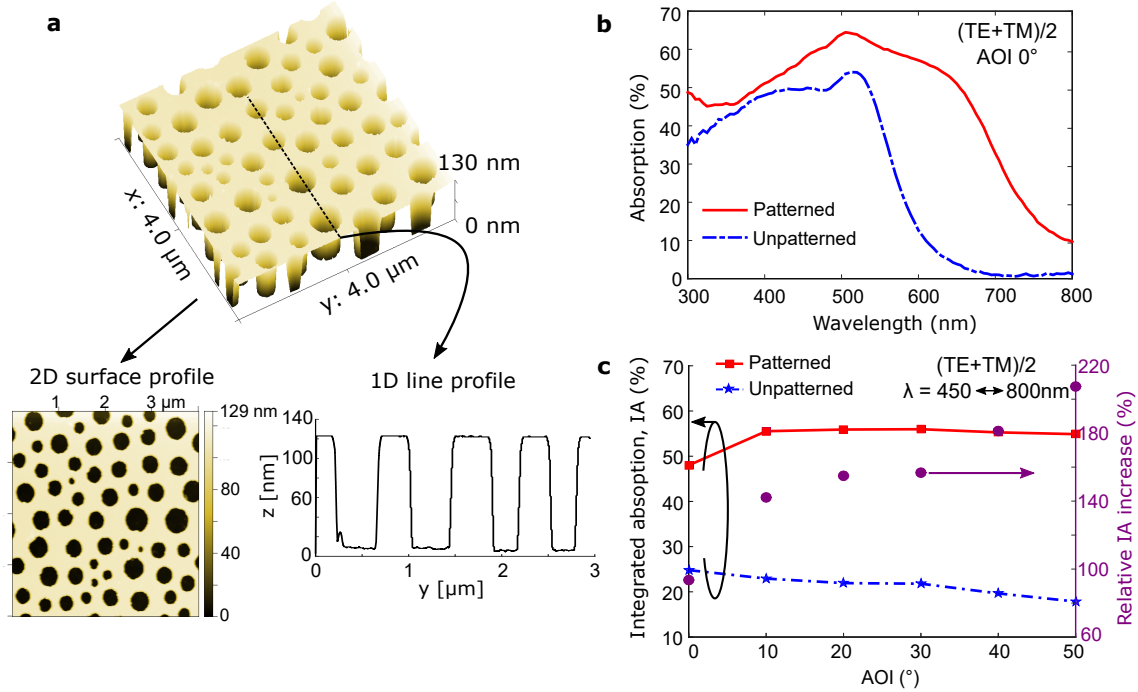 a
130 nm
0 nm
x: 4.0 µm
y: 4.0 µm
2D surface profile
1 2 3 µm
129 nm
80
40
0
1D line profile
140
100
60
20
0
z [nm]
0 1 2 3
y [µm]
b
(TE+TM)/2
AOI 0°
70
60
50
40
30
20
10
0
Absorption (%)
Patterned
Unpatterned
300 400 500 600 700 800
Wavelength (nm)
c
Patterned
Unpatterned
(TE+TM)/2
λ = 450 ↔ 800nm
70
60
50
40
30
20
10
Integrated absoption, IA (%)
220
180
140
100
60
Relative IA increase (%)
0 10 20 30 40 50
AOI (°)